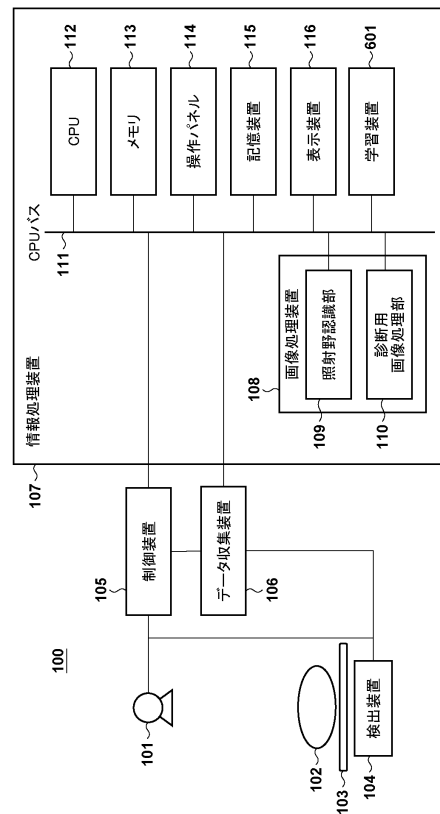 100
101
102
103
104
検出装置
105
制御装置
106
データ収集装置
107
情報処理装置
CPUバス
111
112
CPU
113
メモリ
114
操作パネル
115
記憶装置
116
表示装置
601
学習装置
108
画像処理装置
109
照射野認識部
110
診断用
画像処理部